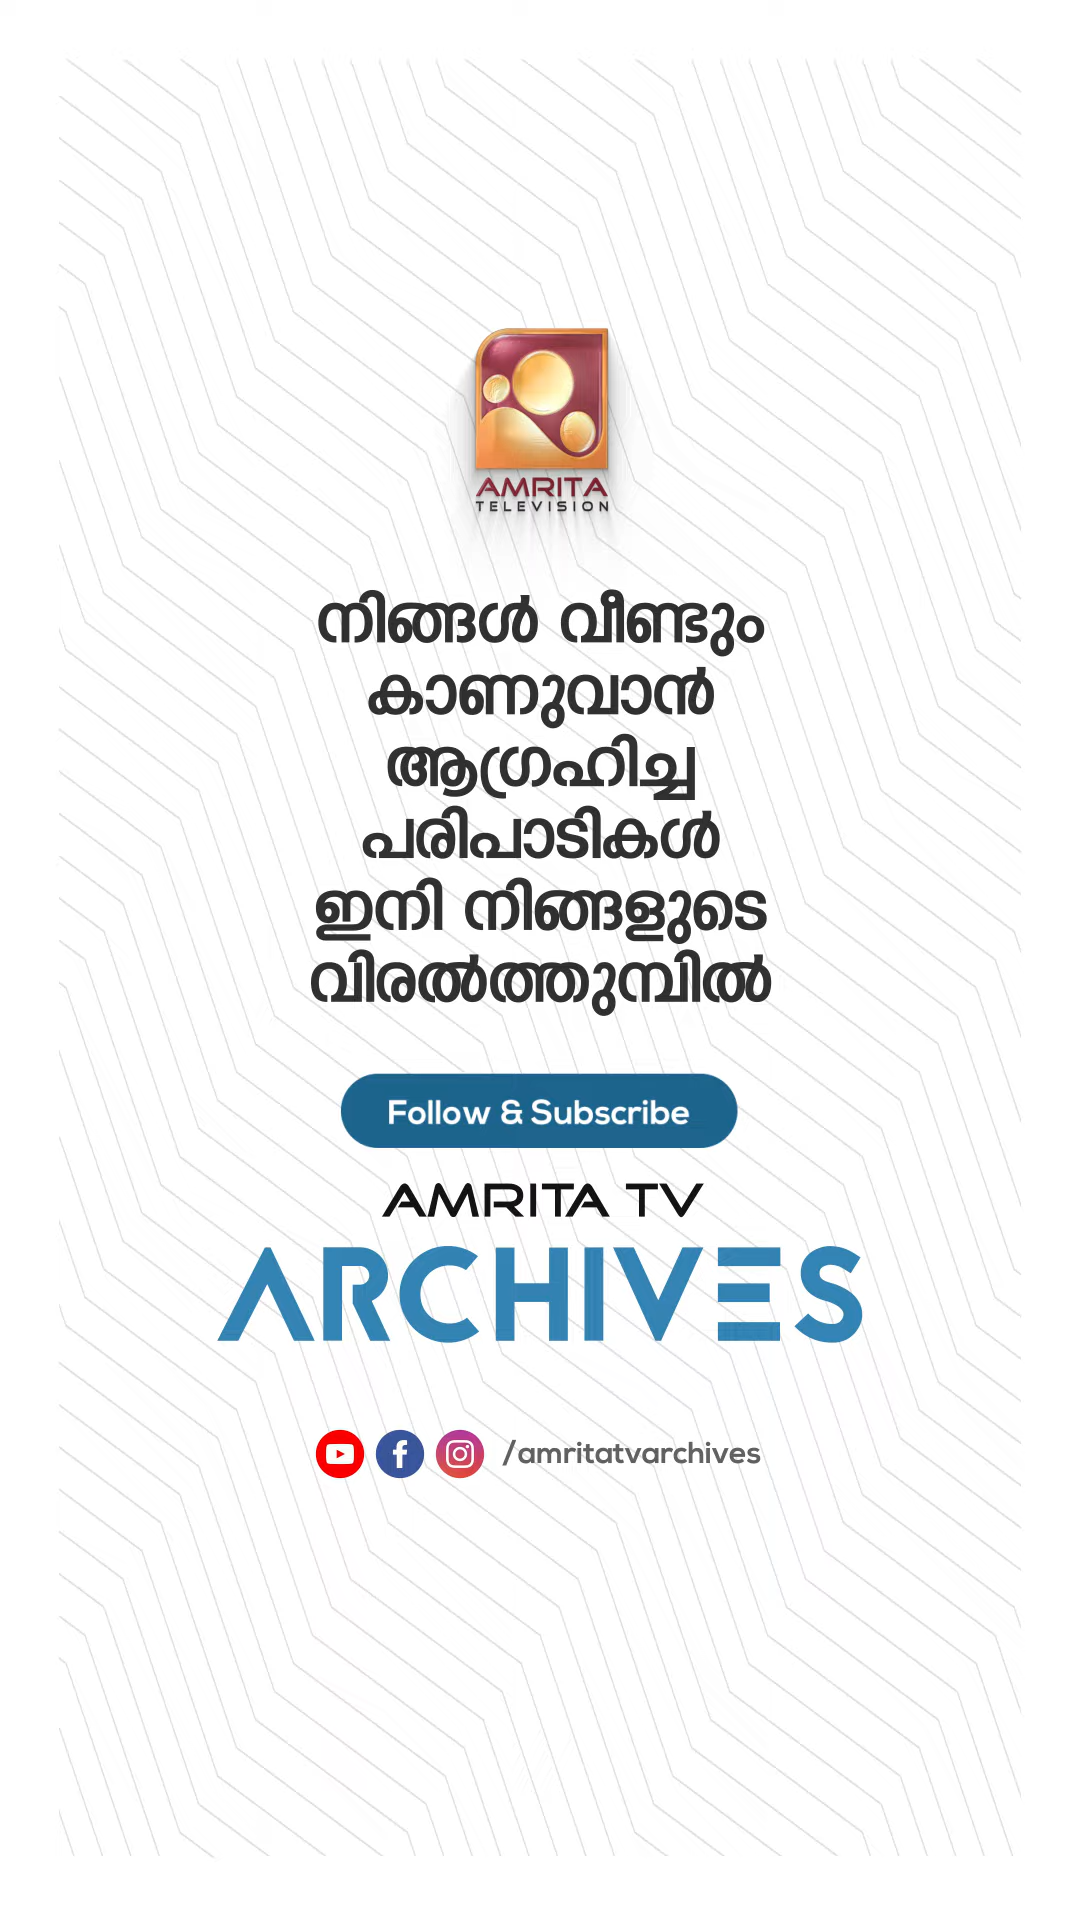 AMRITA
TELEVISION
നിങ്ങൾ വീണ്ടും
കാണുവാൻ
ആഗ്രഹിച്ച
പരിപാടികൾ
ഇനി നിങ്ങളുടെ
വിരൽത്തുമ്പിൽ
Follow & Subscribe
AMRITA TV
ARCHIVES
/amritatvarchives